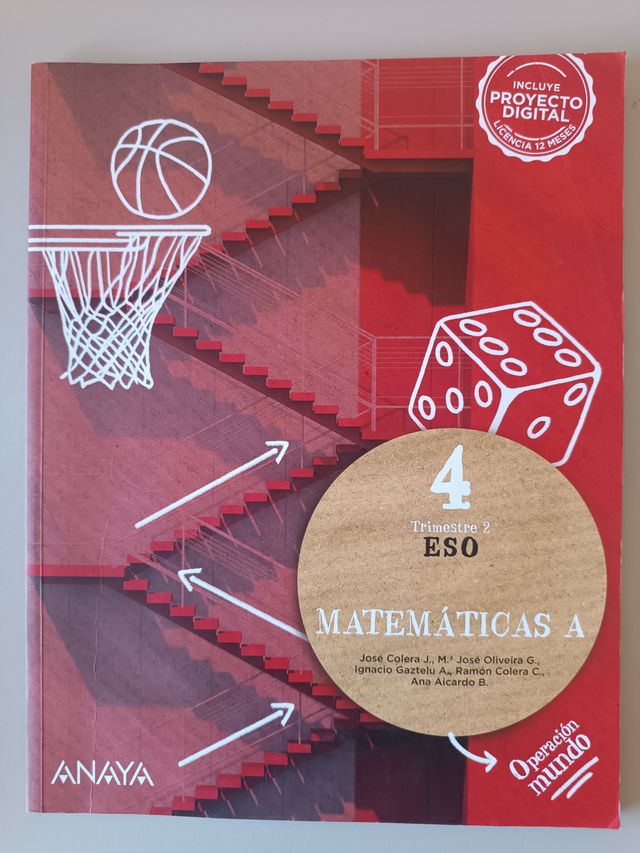 INCLUYE
PROYECTO
DIGITAL
LICENCIA 12 MESES
4
Trimestre 2
ESO
MATEMÁTICAS A
José Colera J., M.ª José Oliveira G.,
Ignacio Gaztelu A., Ramón Colera C.,
Ana Aicardo B.
Operación
mundo
ANAYA